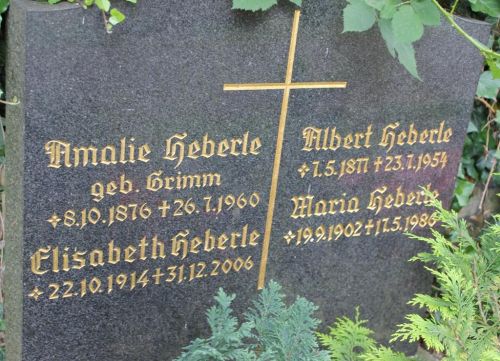 Amalie Heberle
geb. Grimm
*8.10.1876 +26.7.1960
Elisabeth Heberle
*22.10.1914 +31.12.2006
Albert Heberle
*7.5.1877 +23.7.1954
Maria Heberle
*19.9.1902 +17.5.1986